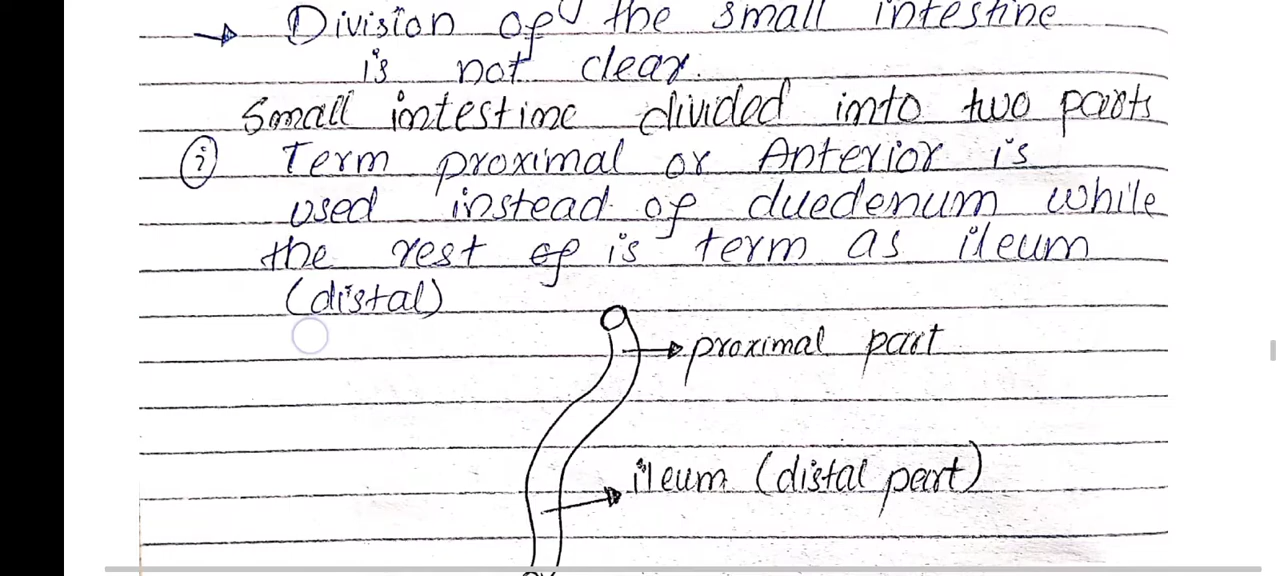 → Division of the small intestine
is not clear.
Small intestine divided into two parts
(i) Term proximal or Anterior is
used instead of duedenum while
the rest of is term as ileum
(distal)
proximal part
ileum (distal part)